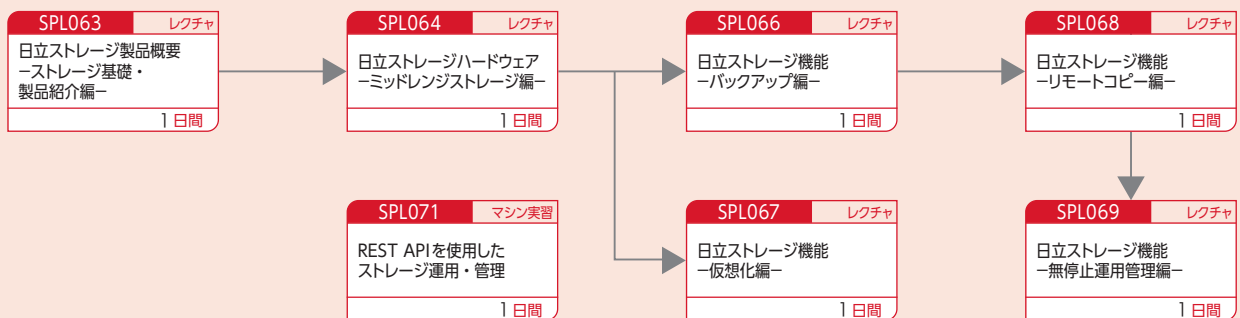 SPL063 レクチャ
日立ストレージ製品概要
−ストレージ基礎・
製品紹介編−
1日間
SPL064 レクチャ
日立ストレージハードウェア
−ミッドレンジストレージ編−
1日間
SPL066 レクチャ
日立ストレージ機能
−バックアップ編−
1日間
SPL068 レクチャ
日立ストレージ機能
−リモートコピー編−
1日間
SPL071 マシン実習
REST APIを使用した
ストレージ運用・管理
1日間
SPL067 レクチャ
日立ストレージ機能
−仮想化編−
1日間
SPL069 レクチャ
日立ストレージ機能
−無停止運用管理編−
1日間